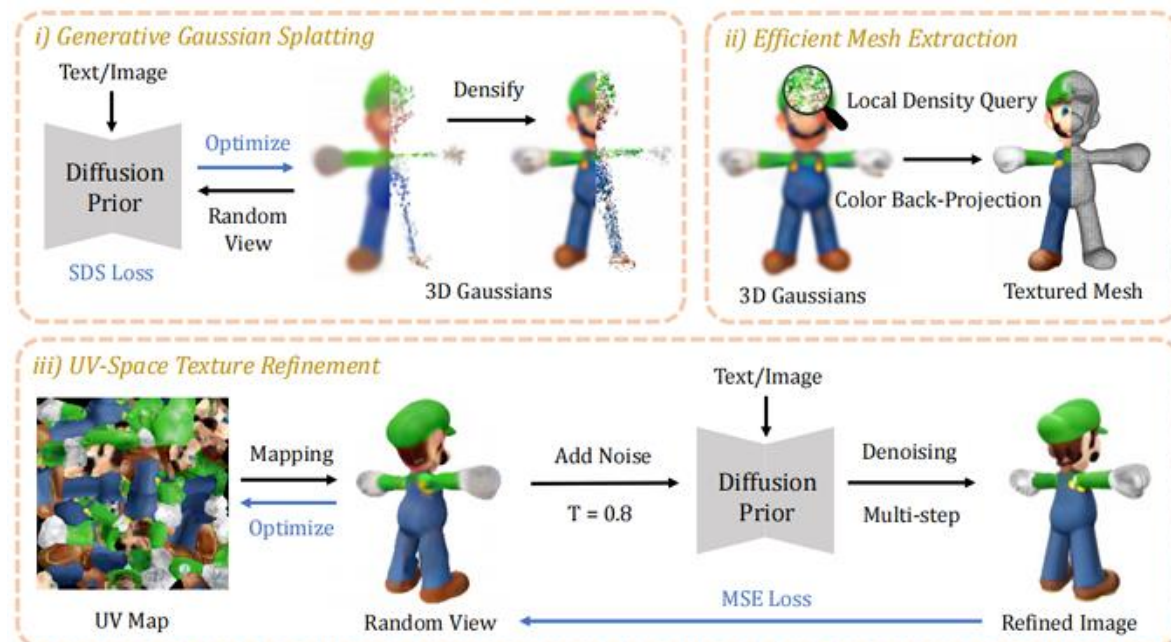 i) Generative Gaussian Splatting
Text/Image
Diffusion
Prior
SDS Loss
Optimize
Random
View
Densify
3D Gaussians
ii) Efficient Mesh Extraction
Local Density Query
Color Back-Projection
3D Gaussians
Textured Mesh
iii) UV-Space Texture Refinement
UV Map
Mapping
Optimize
Random View
Add Noise
T = 0.8
Text/Image
Diffusion
Prior
Denoising
Multi-step
MSE Loss
Refined Image